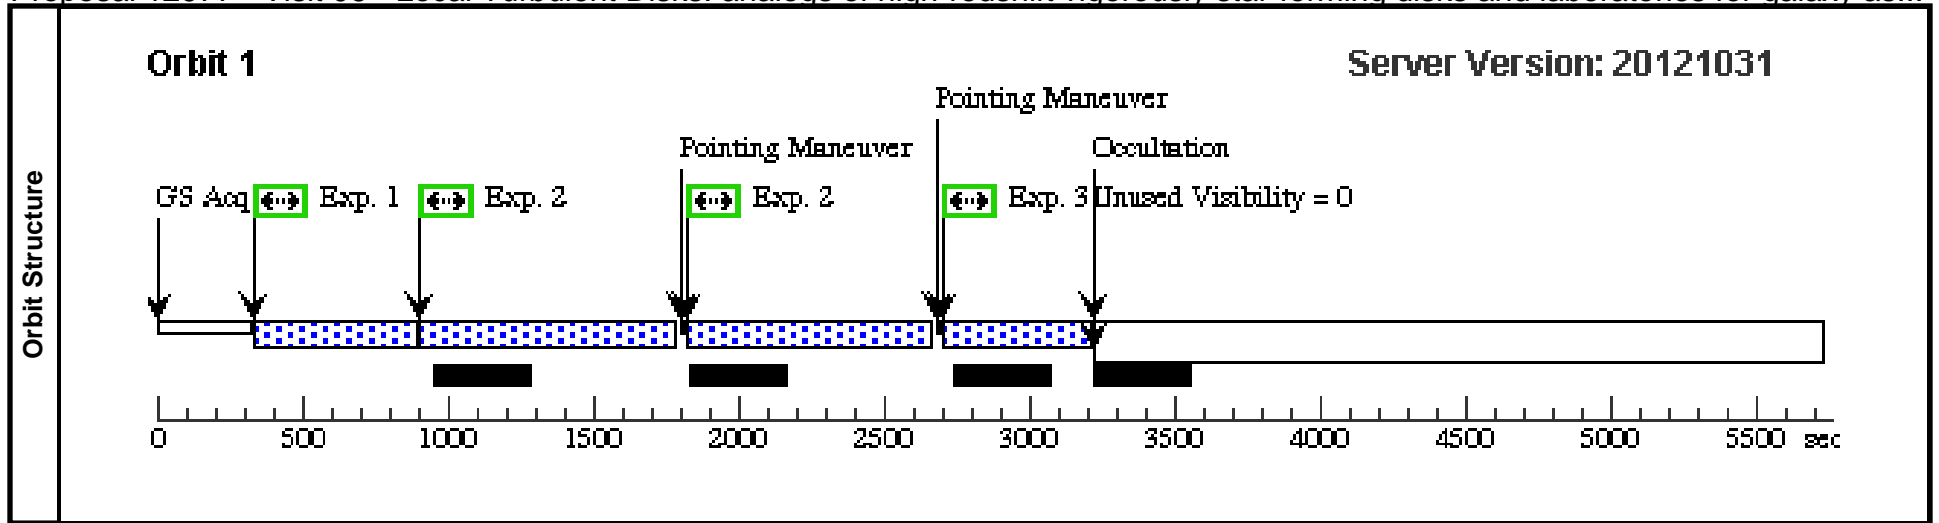 Orbit 1
Server Version: 20121031
Pointing Maneuver
Pointing Maneuver
Occultation
GS Acq
Exp. 1
Exp. 2
Exp. 2
Exp. 3
Unused Visibility = 0
Orbit Structure
0 500 1000 1500 2000 2500 3000 3500 4000 4500 5000 5500 sec